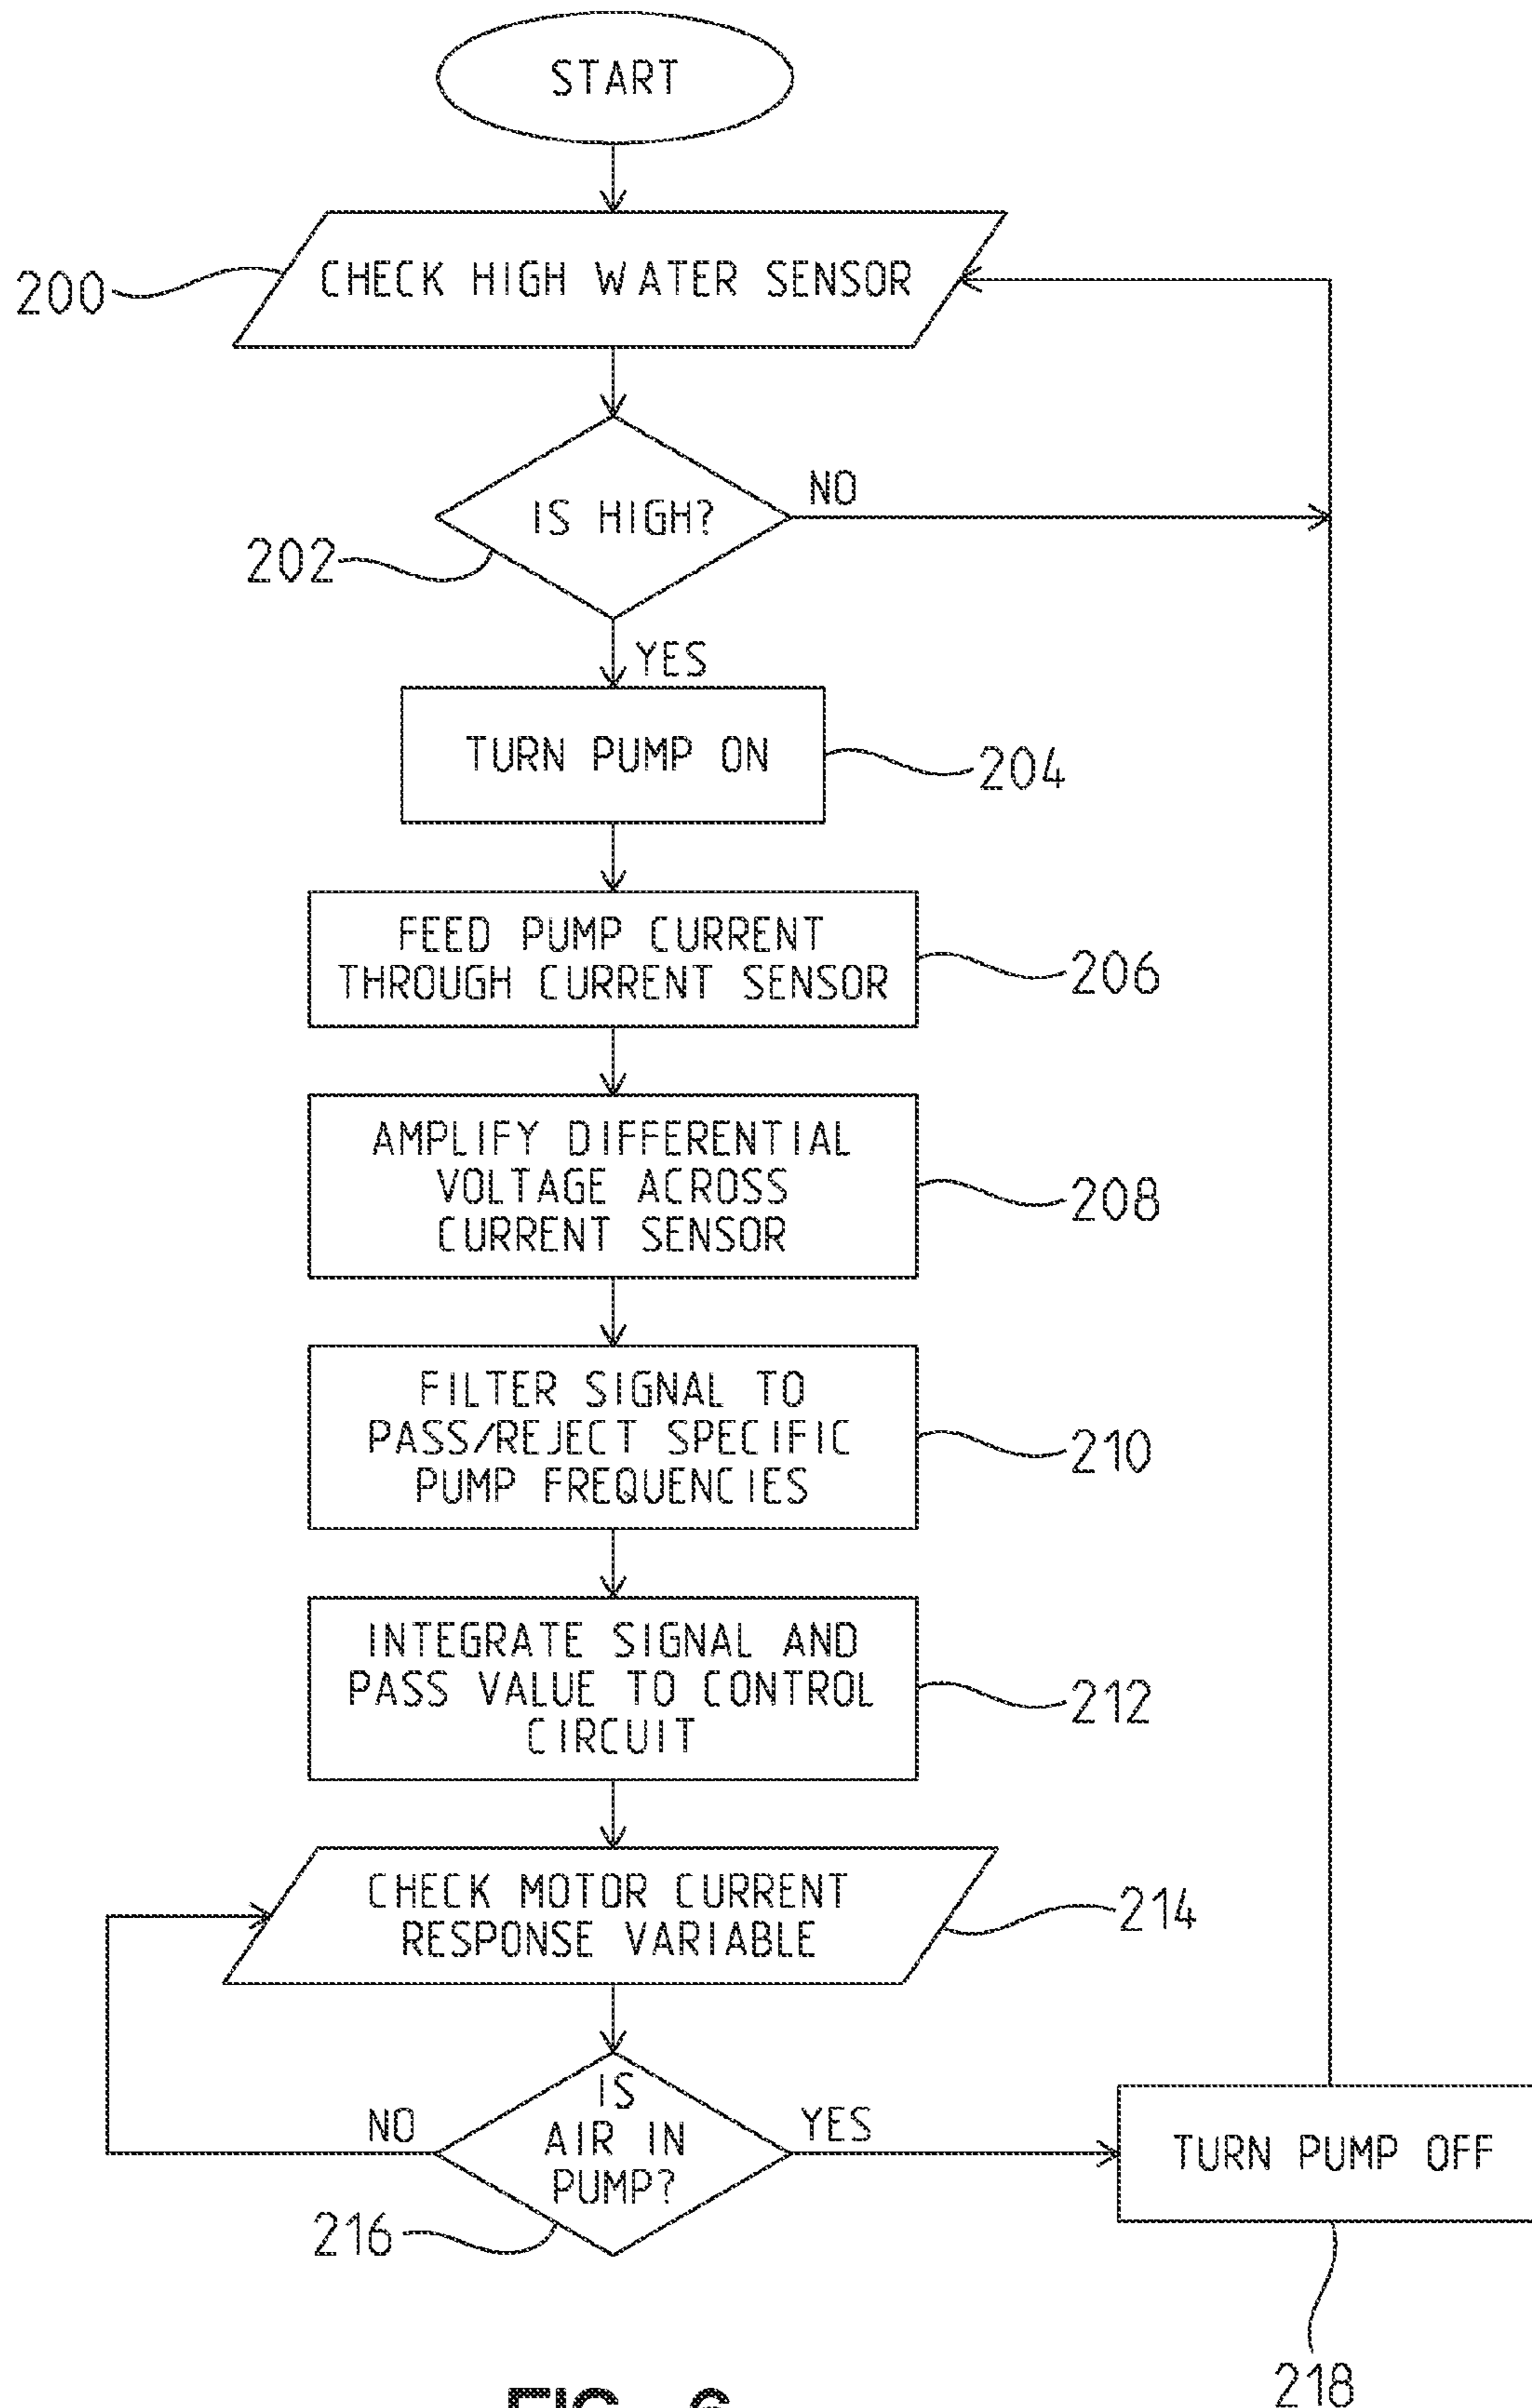 START
CHECK HIGH WATER SENSOR
200
IS HIGH?
NO
202
YES
TURN PUMP ON
204
FEED PUMP CURRENT
THROUGH CURRENT SENSOR
206
AMPLIFY DIFFERENTIAL
VOLTAGE ACROSS
CURRENT SENSOR
208
FILTER SIGNAL TO
PASS/REJECT SPECIFIC
PUMP FREQUENCIES
210
INTEGRATE SIGNAL AND
PASS VALUE TO CONTROL
CIRCUIT
212
CHECK MOTOR CURRENT
RESPONSE VARIABLE
214
IS
AIR IN
PUMP?
NO
YES
216
TURN PUMP OFF
218